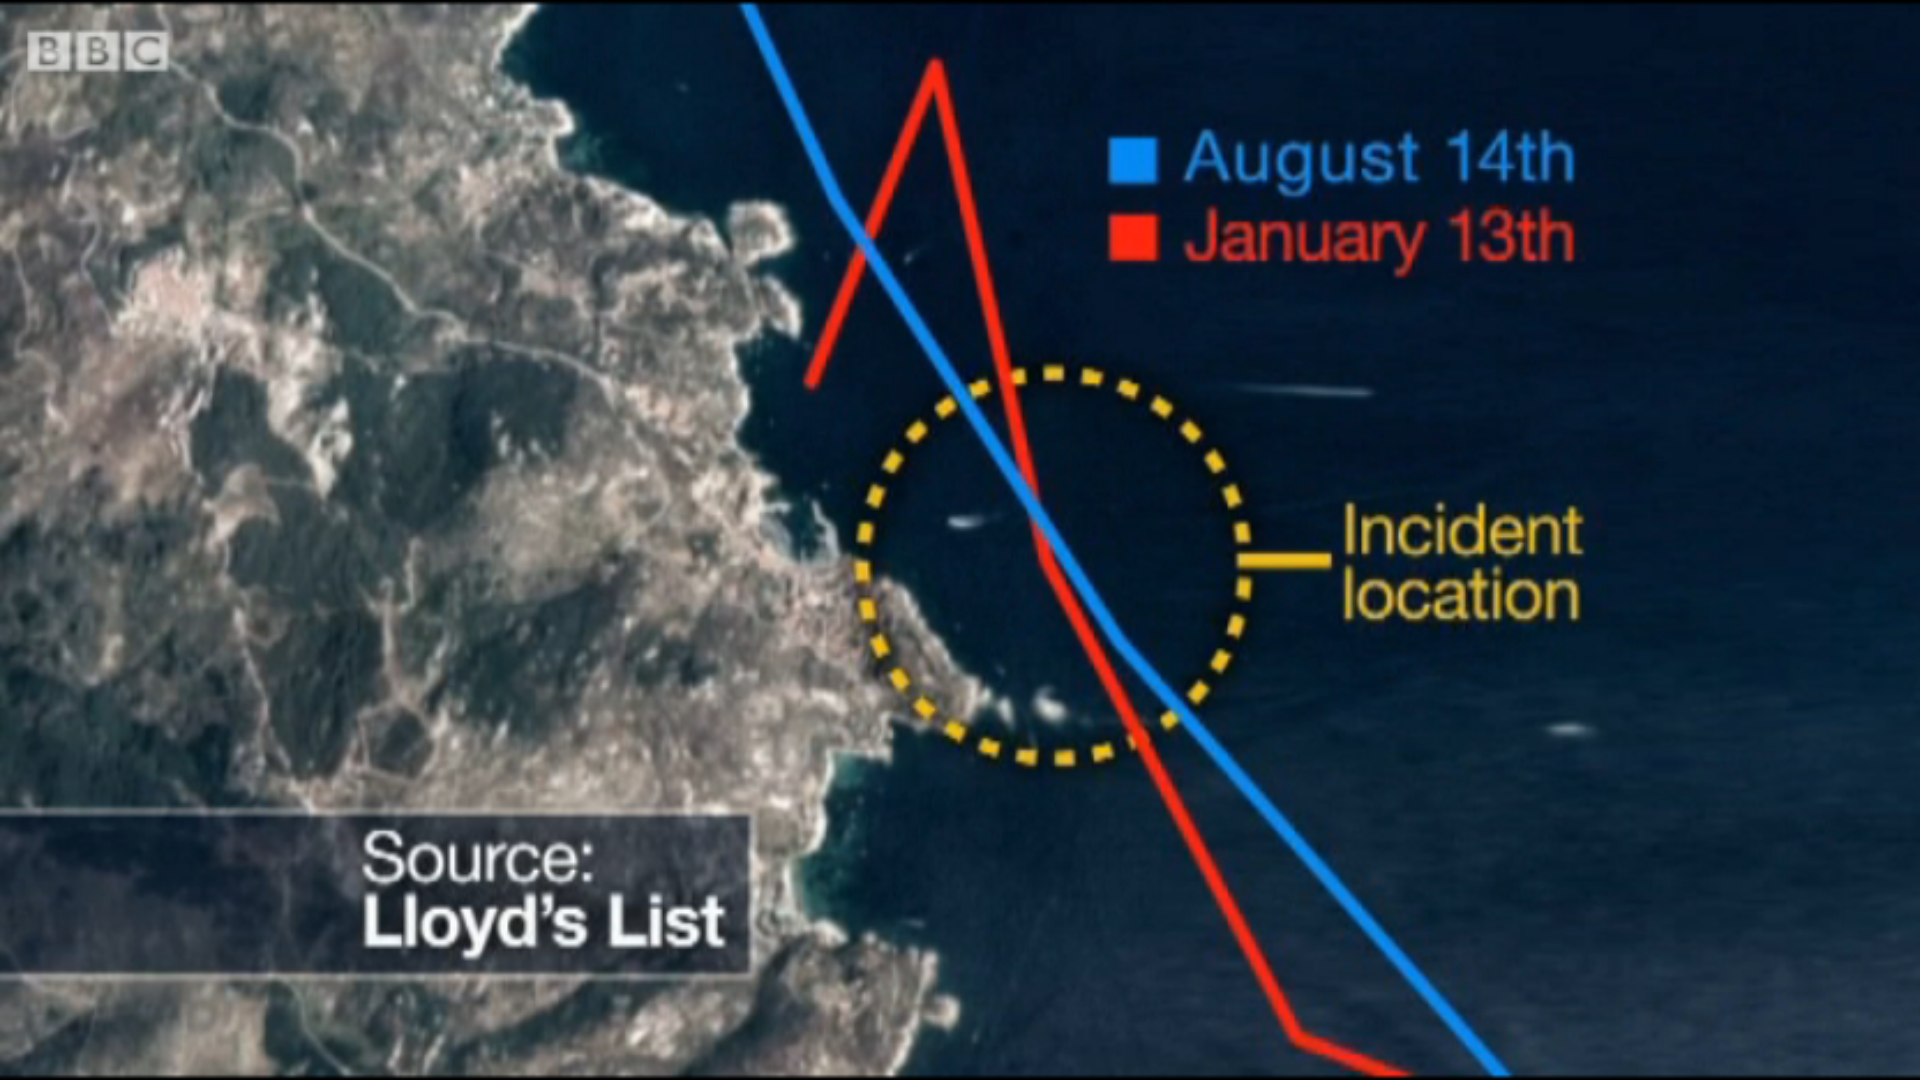 BBC
August 14th
January 13th
Incident
location
Source:
Lloyd's List